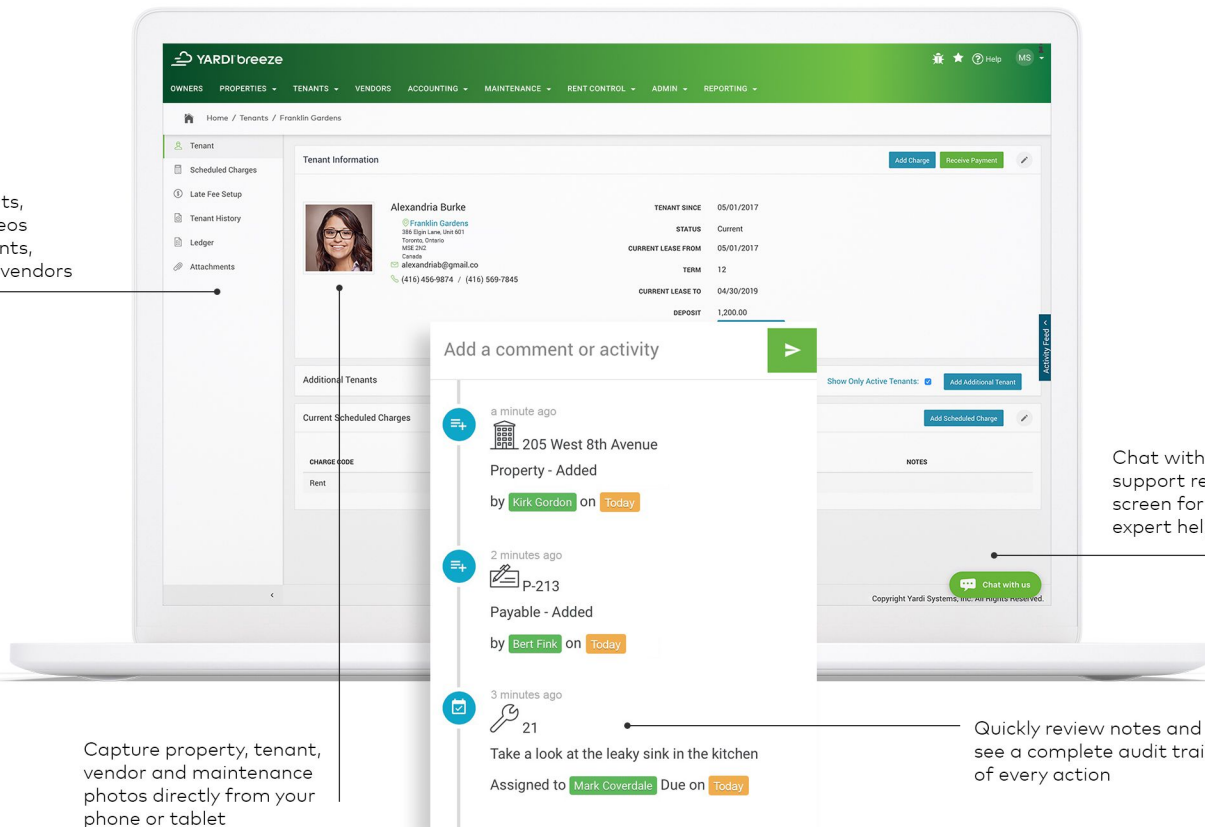 YARDI breeze
Help
MS
OWNERS PROPERTIES TENANTS VENDORS ACCOUNTING MAINTENANCE RENT CONTROL ADMIN REPORTING
Home / Tenants / Franklin Gardens
Tenant
Scheduled Charges
Late Fee Setup
Tenant History
Ledger
Attachments
Tenant Information
Add Charge
Receive Payment
Alexandria Burke
Franklin Gardens
386 Elgin Lane, Unit 601
Toronto, Ontario
M5E 2N2
Canada
alexandriab@gmail.co
(416) 456-9874 / (416) 569-7845
TENANT SINCE 05/01/2017
STATUS Current
CURRENT LEASE FROM 05/01/2017
TERM 12
CURRENT LEASE TO 04/30/2019
DEPOSIT 1,200.00
Activity Feed
Additional Tenants
Show Only Active Tenants:
Add Additional Tenant
Current Scheduled Charges
Add Scheduled Charge
CHARGE CODE
NOTES
Rent
Chat with us
Copyright Yardi Systems, Inc. All Rights Reserved.
Add a comment or activity
a minute ago
205 West 8th Avenue
Property - Added
by Kirk Gordon on Today
2 minutes ago
P-213
Payable - Added
by Bert Fink on Today
3 minutes ago
21
Take a look at the leaky sink in the kitchen
Assigned to Mark Coverdale Due on Today
ts,
eos
nts,
vendors
Chat with
support re
screen for
expert hel
Capture property, tenant,
vendor and maintenance
photos directly from your
phone or tablet
Quickly review notes and
see a complete audit trai
of every action